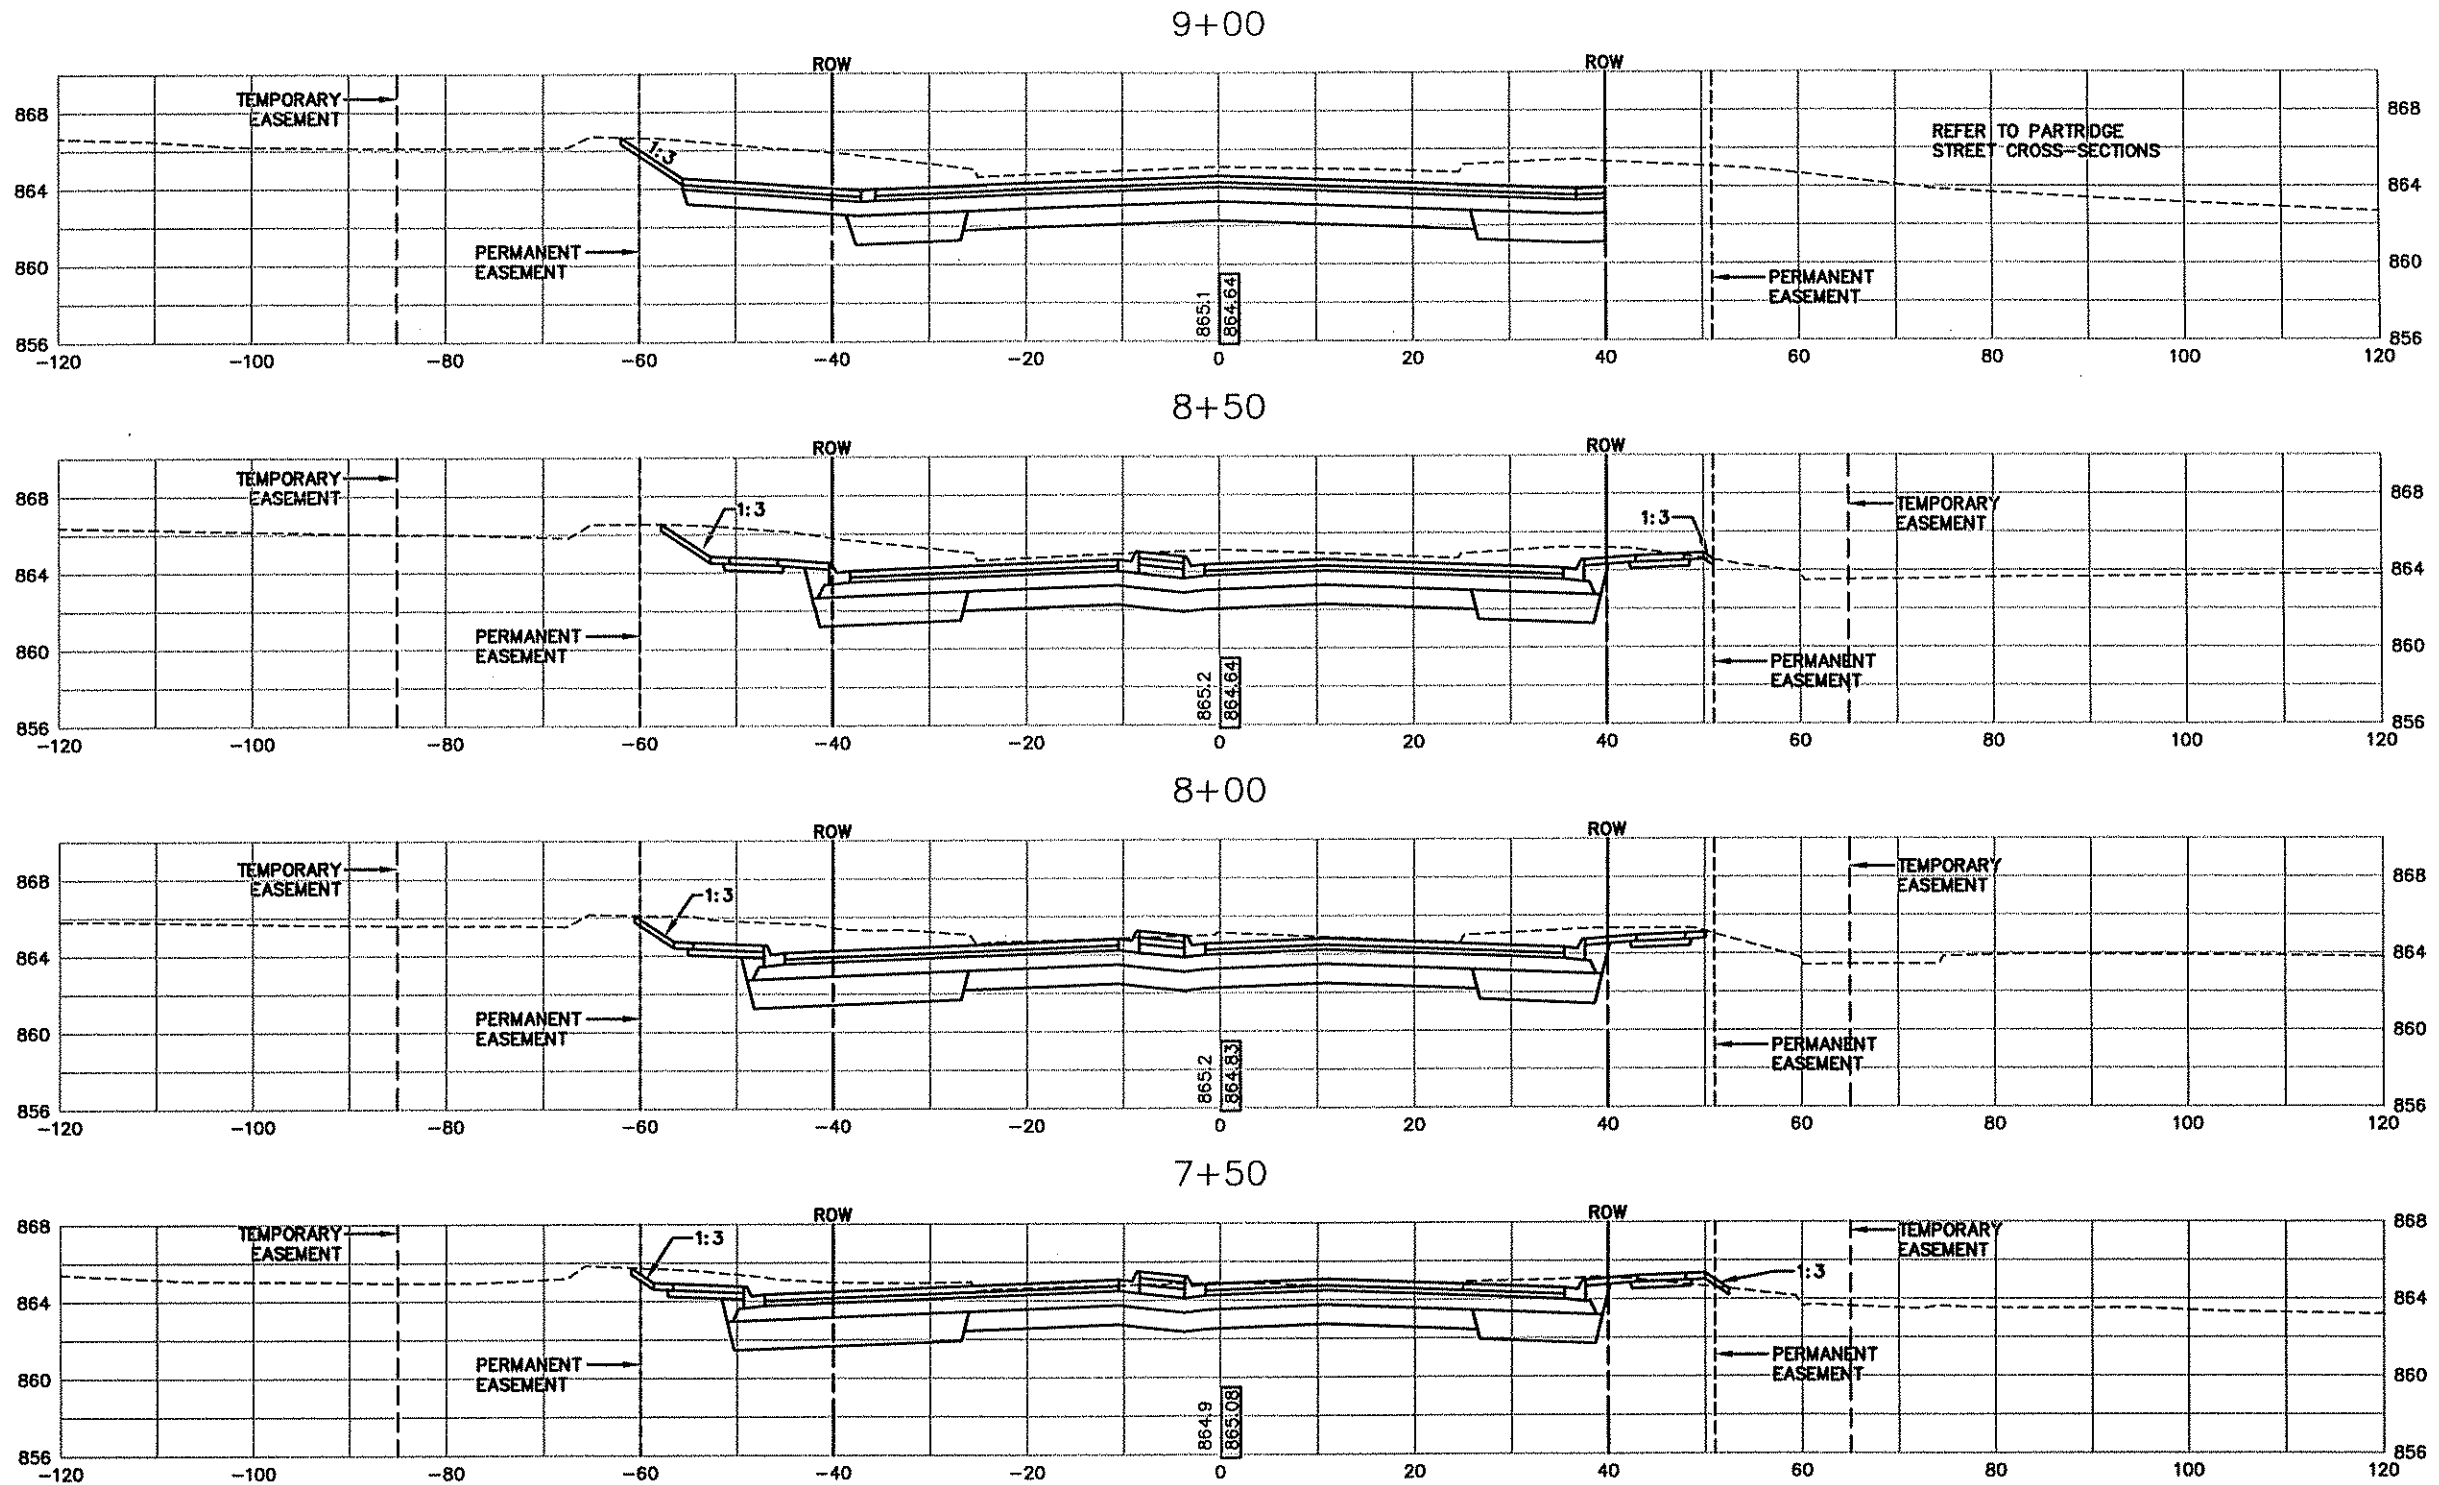 9+00
ROW
ROW
TEMPORARY
EASEMENT
868
868
REFER TO PARTRIDGE
STREET CROSS-SECTIONS
1:3
864
864
PERMANENT
EASEMENT
860
860
PERMANENT
EASEMENT
865.1
864.64
856
856
-120
-100
-80
-60
-40
-20
0
20
40
60
80
100
120
8+50
ROW
ROW
TEMPORARY
EASEMENT
868
868
1:3
1:3
TEMPORARY
EASEMENT
864
864
PERMANENT
EASEMENT
860
860
PERMANENT
EASEMENT
865.2
864.64
856
856
-120
-100
-80
-60
-40
-20
0
20
40
60
80
100
120
8+00
ROW
ROW
TEMPORARY
EASEMENT
868
868
1:3
TEMPORARY
EASEMENT
864
864
PERMANENT
EASEMENT
860
860
PERMANENT
EASEMENT
865.2
864.83
856
856
-120
-100
-80
-60
-40
-20
0
20
40
60
80
100
120
7+50
ROW
ROW
868
868
TEMPORARY
EASEMENT
1:3
TEMPORARY
EASEMENT
1:3
864
864
PERMANENT
EASEMENT
860
860
PERMANENT
EASEMENT
864.9
865.08
856
856
-120
-100
-80
-60
-40
-20
0
20
40
60
80
100
120